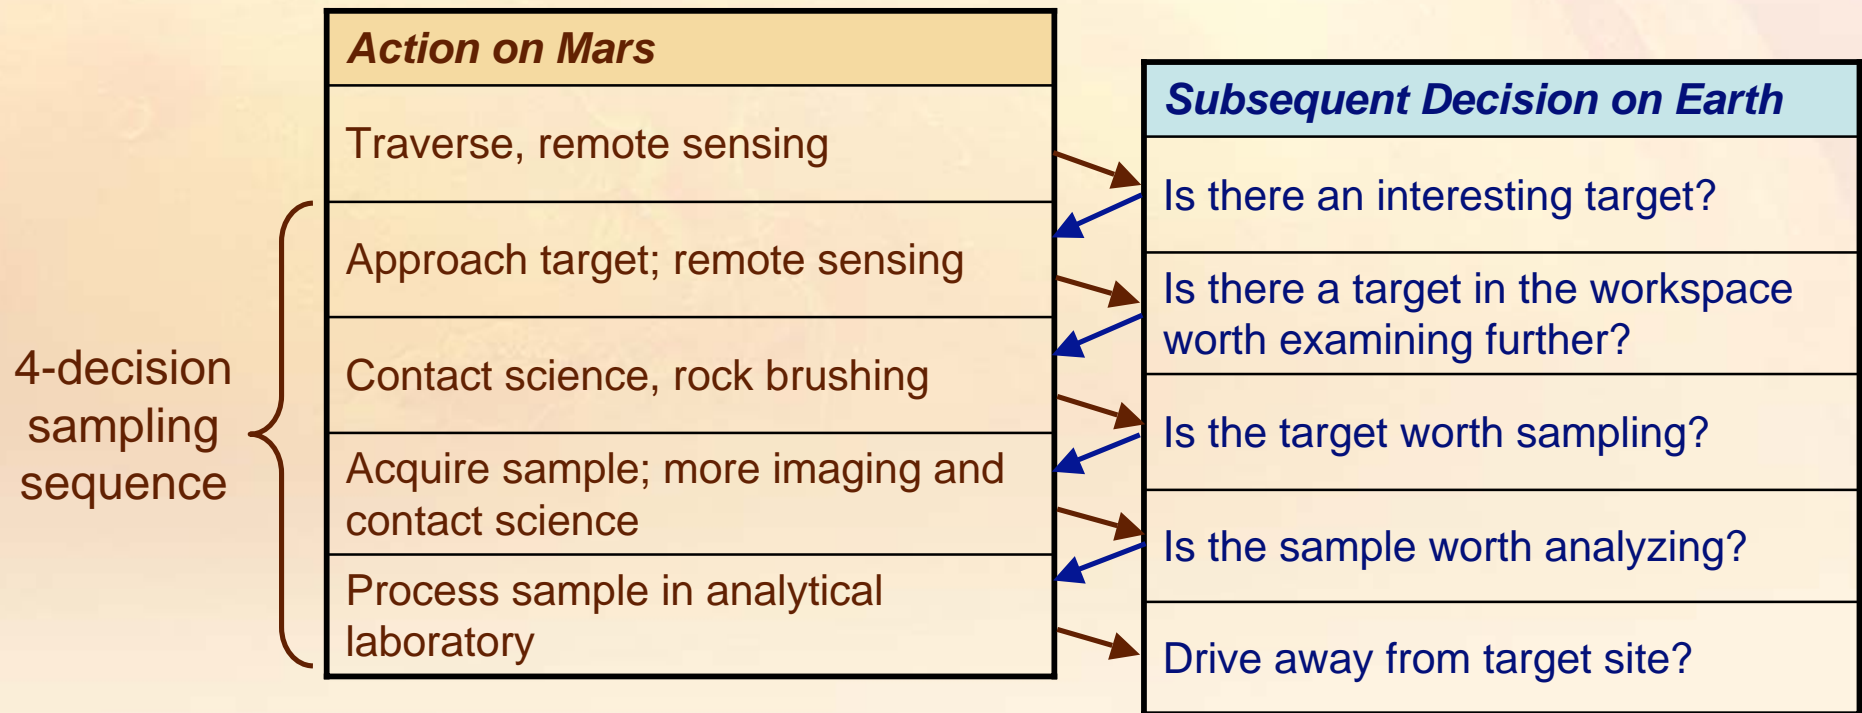 4-decision
sampling
sequence
Action on Mars
Traverse, remote sensing
Approach target; remote sensing
Contact science, rock brushing
Acquire sample; more imaging and
contact science
Process sample in analytical
laboratory
Subsequent Decision on Earth
Is there an interesting target?
Is there a target in the workspace
worth examining further?
Is the target worth sampling?
Is the sample worth analyzing?
Drive away from target site?